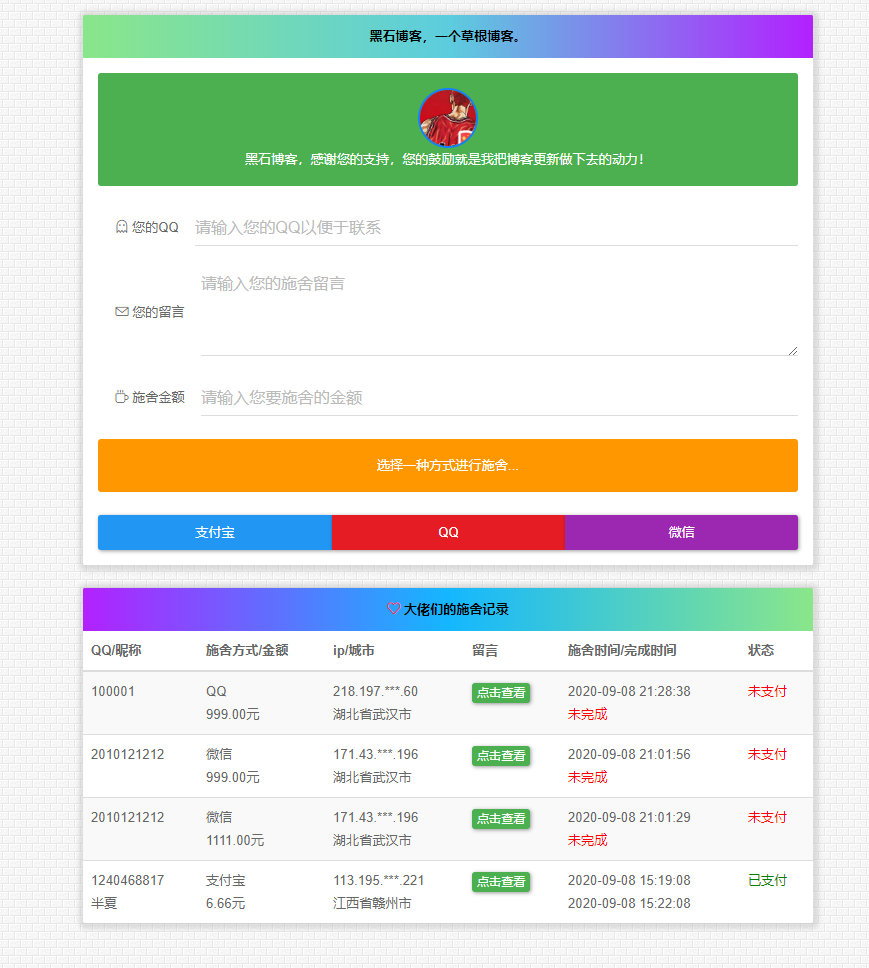 黑石博客，一个草根博客。
黑石博客，感谢您的支持，您的鼓励就是我把博客更新做下去的动力！
您的QQ 请输入您的QQ以便于联系
请输入您的施舍留言
您的留言
施舍金额 请输入您要施舍的金额
选择一种方式进行施舍...
支付宝 QQ 微信
大佬们的施舍记录
QQ/昵称 施舍方式/金额 ip/城市 留言 施舍时间/完成时间 状态
100001 QQ 218.197.***.60 点击查看 2020-09-08 21:28:38 未支付
999.00元 湖北省武汉市 未完成
2010121212 微信 171.43.***.196 点击查看 2020-09-08 21:01:56 未支付
999.00元 湖北省武汉市 未完成
2010121212 微信 171.43.***.196 点击查看 2020-09-08 21:01:29 未支付
1111.00元 湖北省武汉市 未完成
1240468817 支付宝 113.195.***.221 点击查看 2020-09-08 15:19:08 已支付
半夏 6.66元 江西省赣州市 2020-09-08 15:22:08